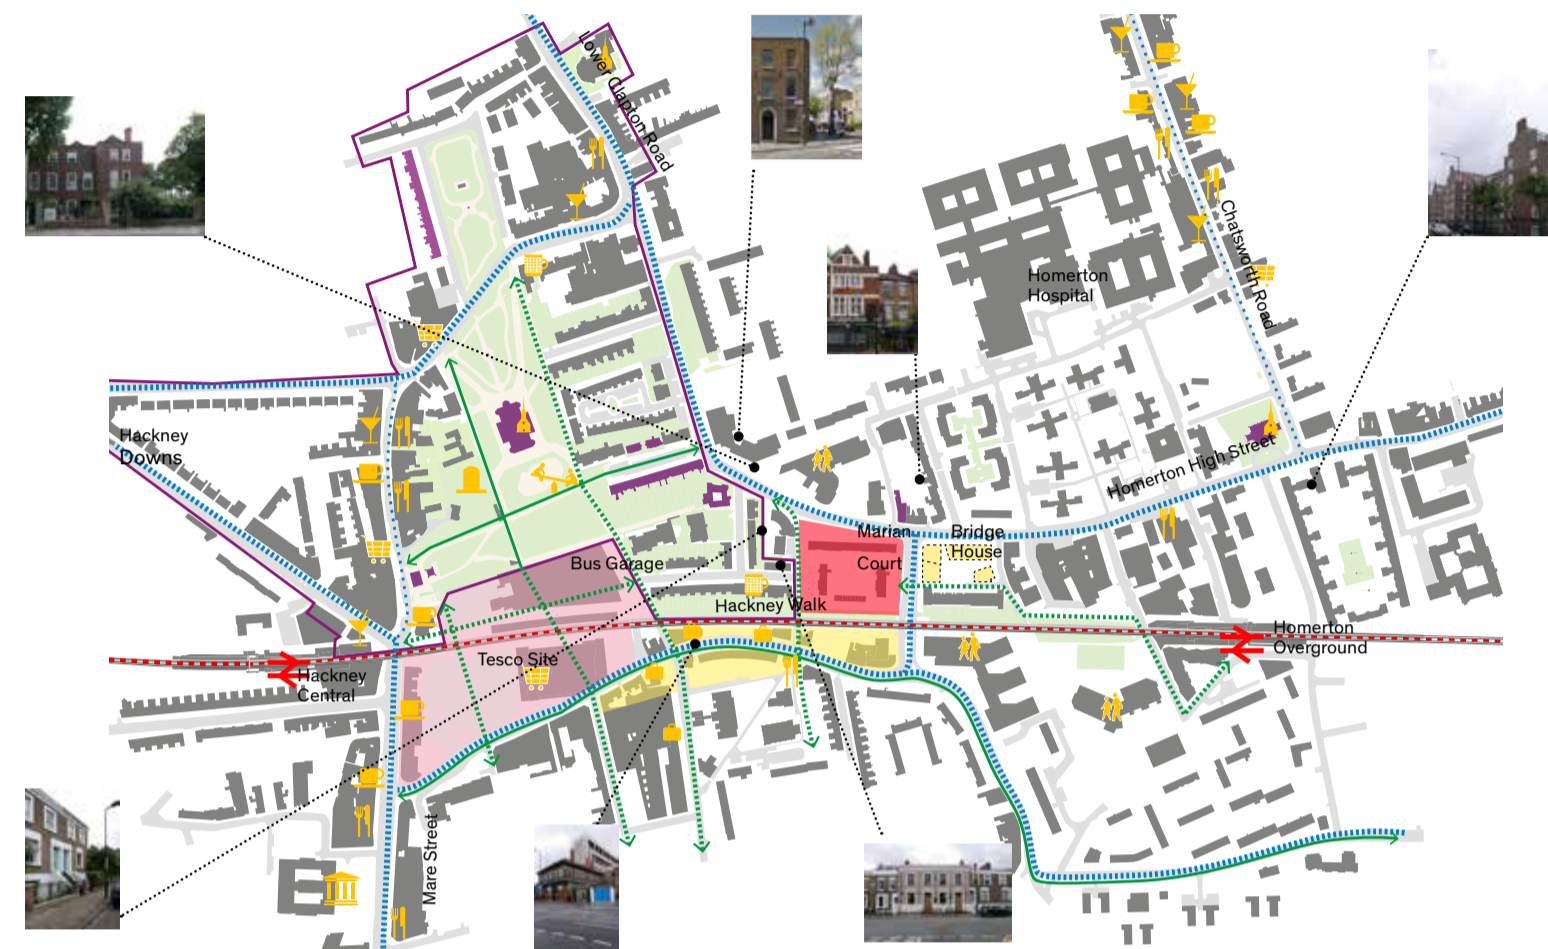 Lower Clapton Road
Chatsworth Road
Homerton
Hospital
Hackney
Downs
Homerton High Street
Marian
Court
Bridge
House
Bus Garage
Hackney Walk
Homerton
Overground
Tesco Site
Hackney
Central
Mare Street